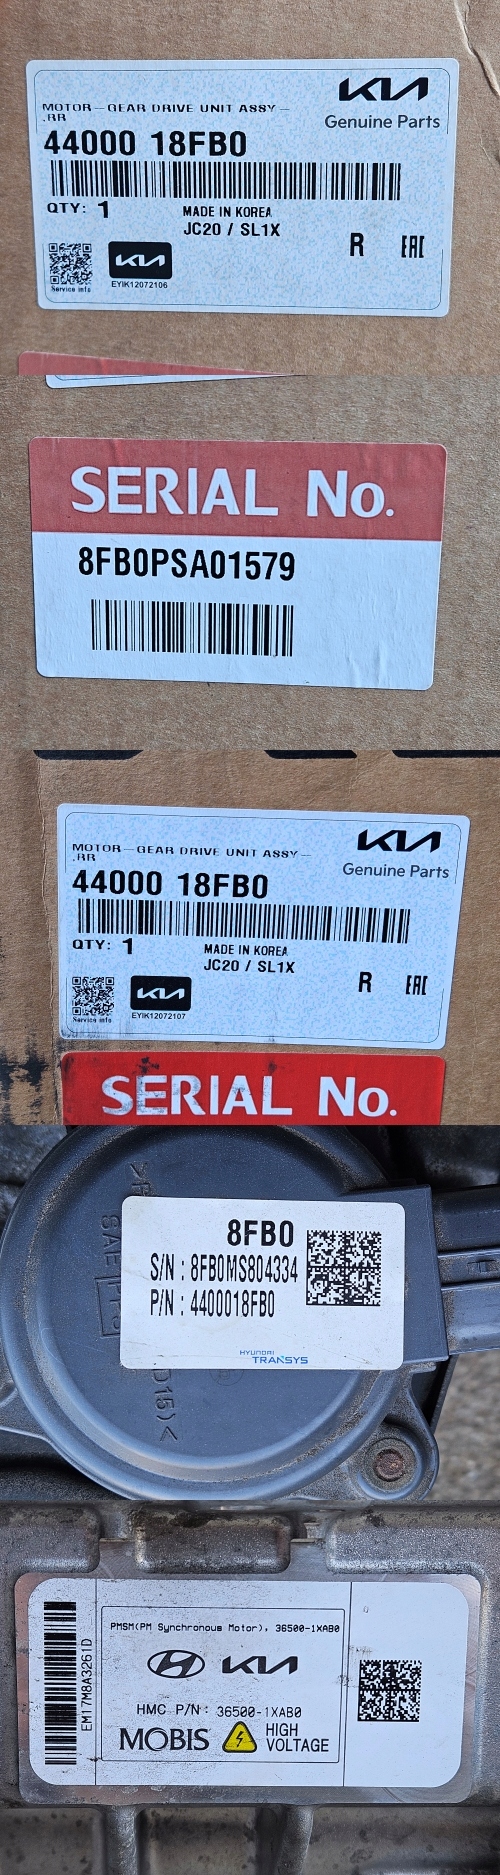 KIA
Genuine Parts
MOTOR-GEAR DRIVE UNIT ASSY-
.RR
44000 18FB0
QTY: 1 MADE IN KOREA
JC20 / SL1X
R EAC
KIA
Service info
EYIK12072106
SERIAL No.
8FB0PSA01579
KIA
Genuine Parts
MOTOR-GEAR DRIVE UNIT ASSY-
.RR
44000 18FB0
QTY: 1 MADE IN KOREA
JC20 / SL1X
R EAC
KIA
Service info
EYIK12072107
SERIAL No.
8FB0
S/N : 8FB0MS804334
P/N : 4400018FB0
HYUNDAI
TRANSYS
EM17M8A3261D
PMSM(PM Synchronous Motor), 36500-1XAB0
KIA
HMC P/N: 36500-1XAB0
MOBIS HIGH
VOLTAGE